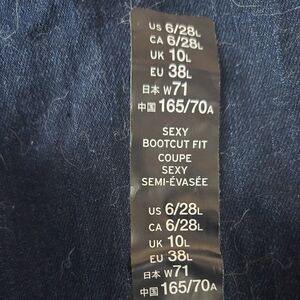 US 6/28L
CA 6/28L
UK 10L
EU 38L
日本 W71
中国 165/70A
SEXY
BOOTCUT FIT
COUPE
SEXY
SEMI-ÉVASÉE
US 6/28L
CA 6/28L
UK 10L
EU 38L
日本 W71
中国 165/70A